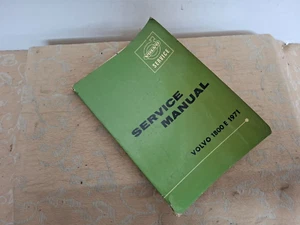 VOLVO
SERVICE
SERVICE
MANUAL
VOLVO 1800 E 1971